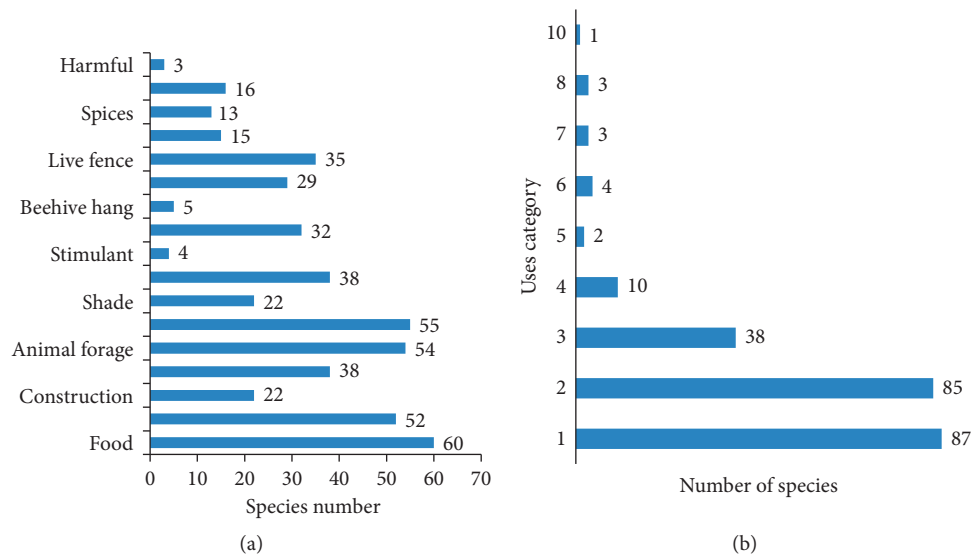 Harmful 3
16
Spices 13
15
Live fence 35
29
Beehive hang 5
32
Stimulant 4
38
Shade 22
55
Animal forage 54
38
Construction 22
52
Food 60
0 10 20 30 40 50 60 70
Species number
(a)
Uses category
10 1
8 3
7 3
6 4
5 2
4 10
3 38
2 85
1 87
Number of species
(b)